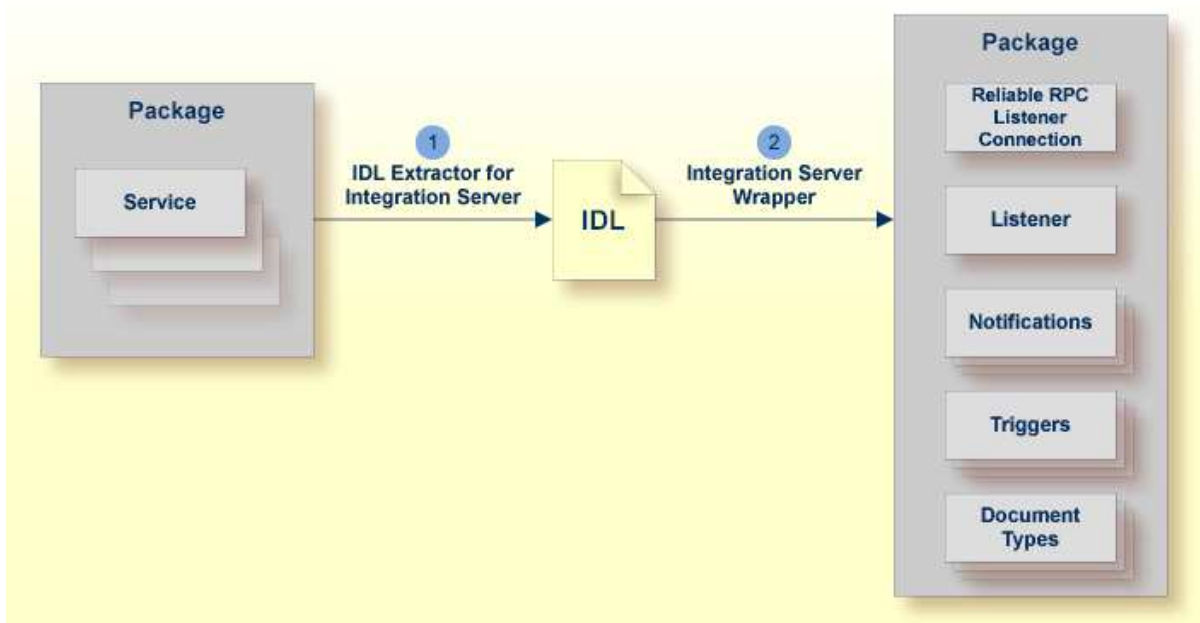 Package
Service
1
IDL Extractor for
Integration Server
IDL
2
Integration Server
Wrapper
Package
Reliable RPC
Listener
Connection
Listener
Notifications
Triggers
Document
Types